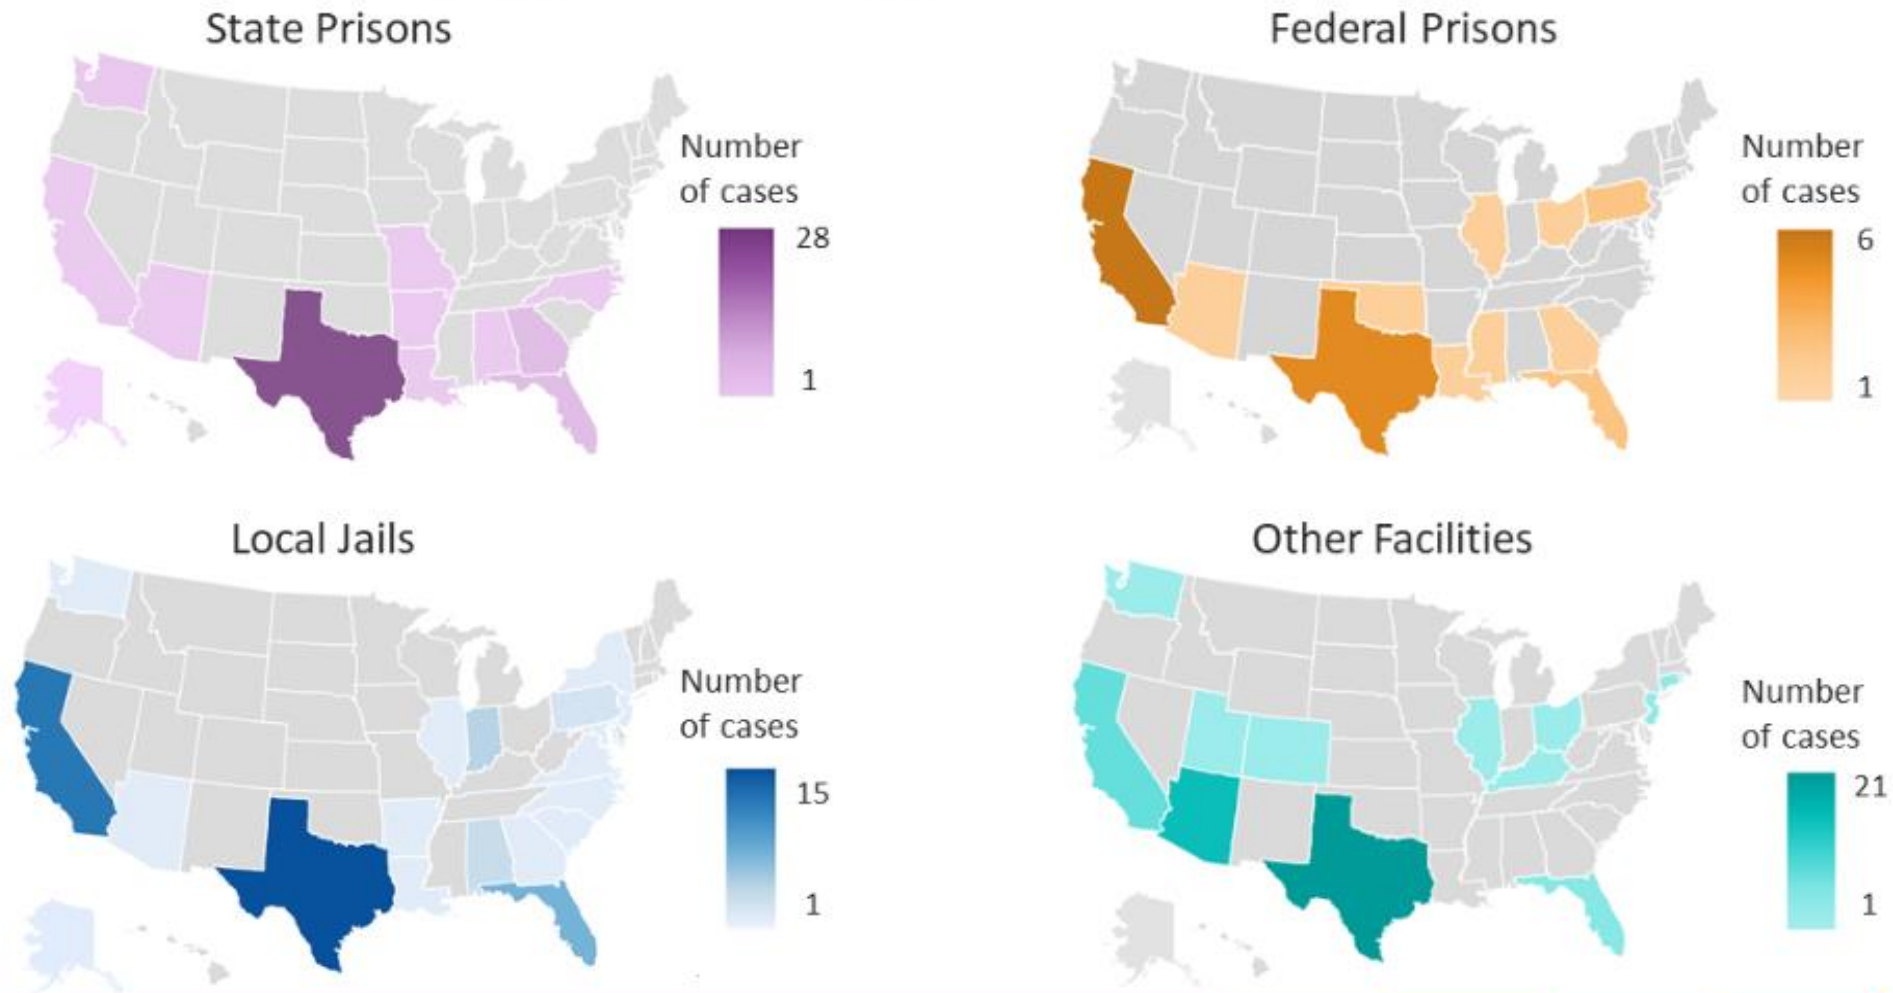 State Prisons
Number
of cases
28
1
Federal Prisons
Number
of cases
6
1
Local Jails
Number
of cases
15
1
Other Facilities
Number
of cases
21
1